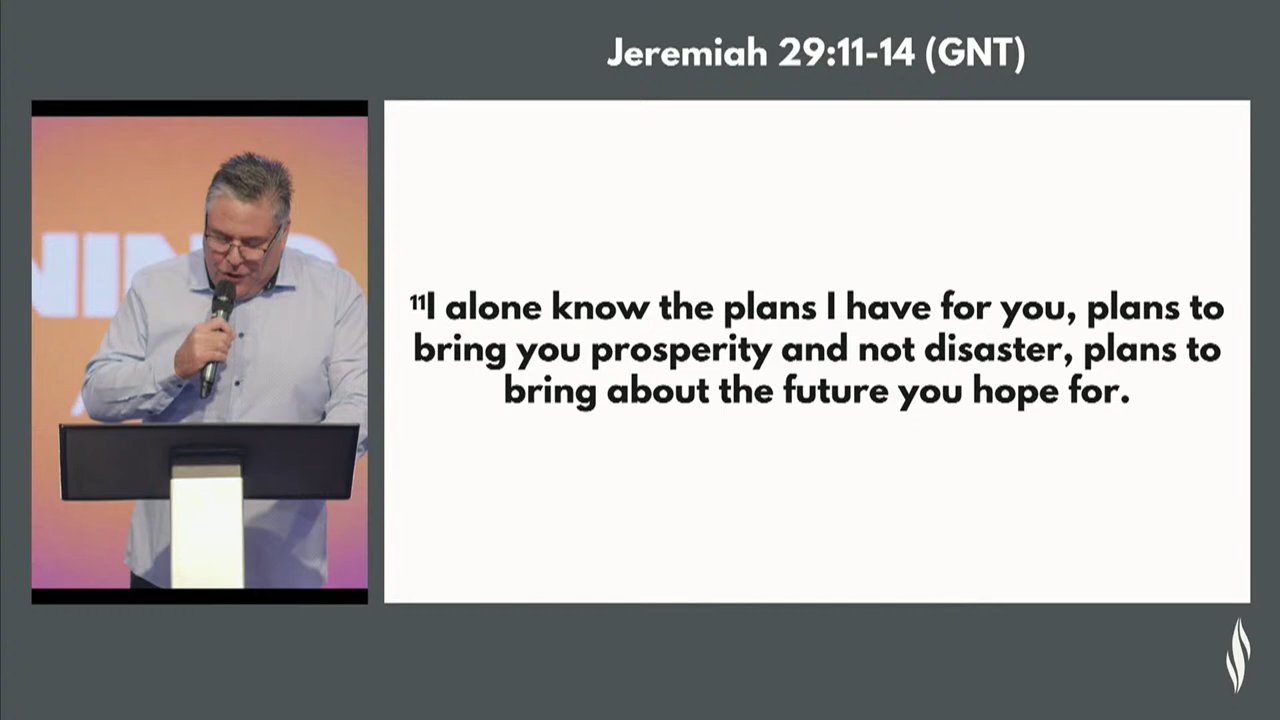 Jeremiah 29:11-14 (GNT)
¹¹I alone know the plans I have for you, plans to
bring you prosperity and not disaster, plans to
bring about the future you hope for.